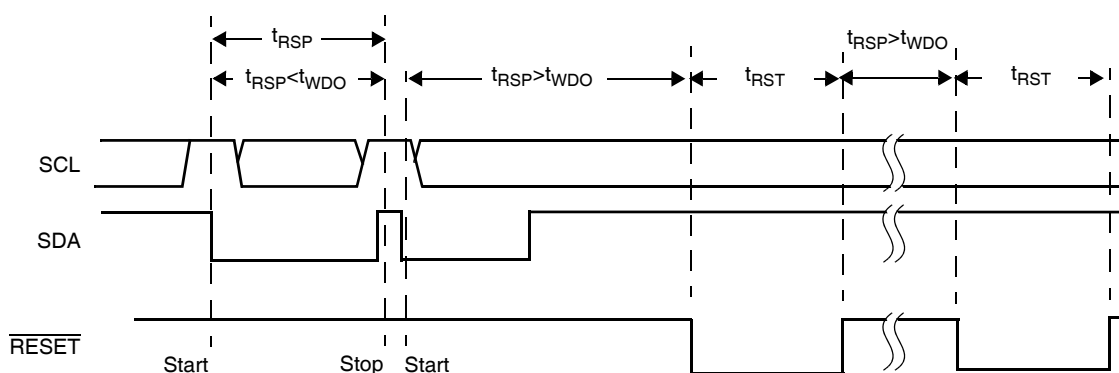 tRSP
tRSP<tWDO
tRSP>tWDO
tRST
tRSP>tWDO
tRST
SCL
SDA
RESET
Start
Stop
Start